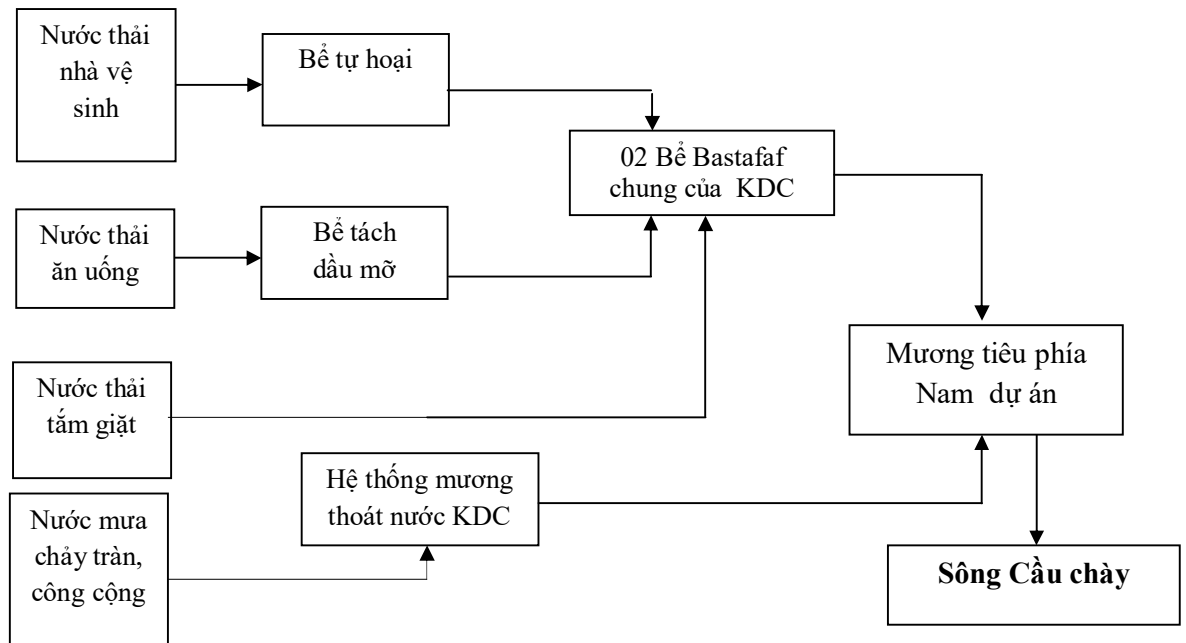 Nước thải
nhà vệ
sinh
Bể tự hoại
02 Bể Bastafaf
chung của KDC
Nước thải
ăn uống
Bể tách
dầu mỡ
Mương tiêu phía
Nam dự án
Nước thải
tắm giặt
Hệ thống mương
thoát nước KDC
Nước mưa
chảy tràn,
công cộng
Sông Cầu chày